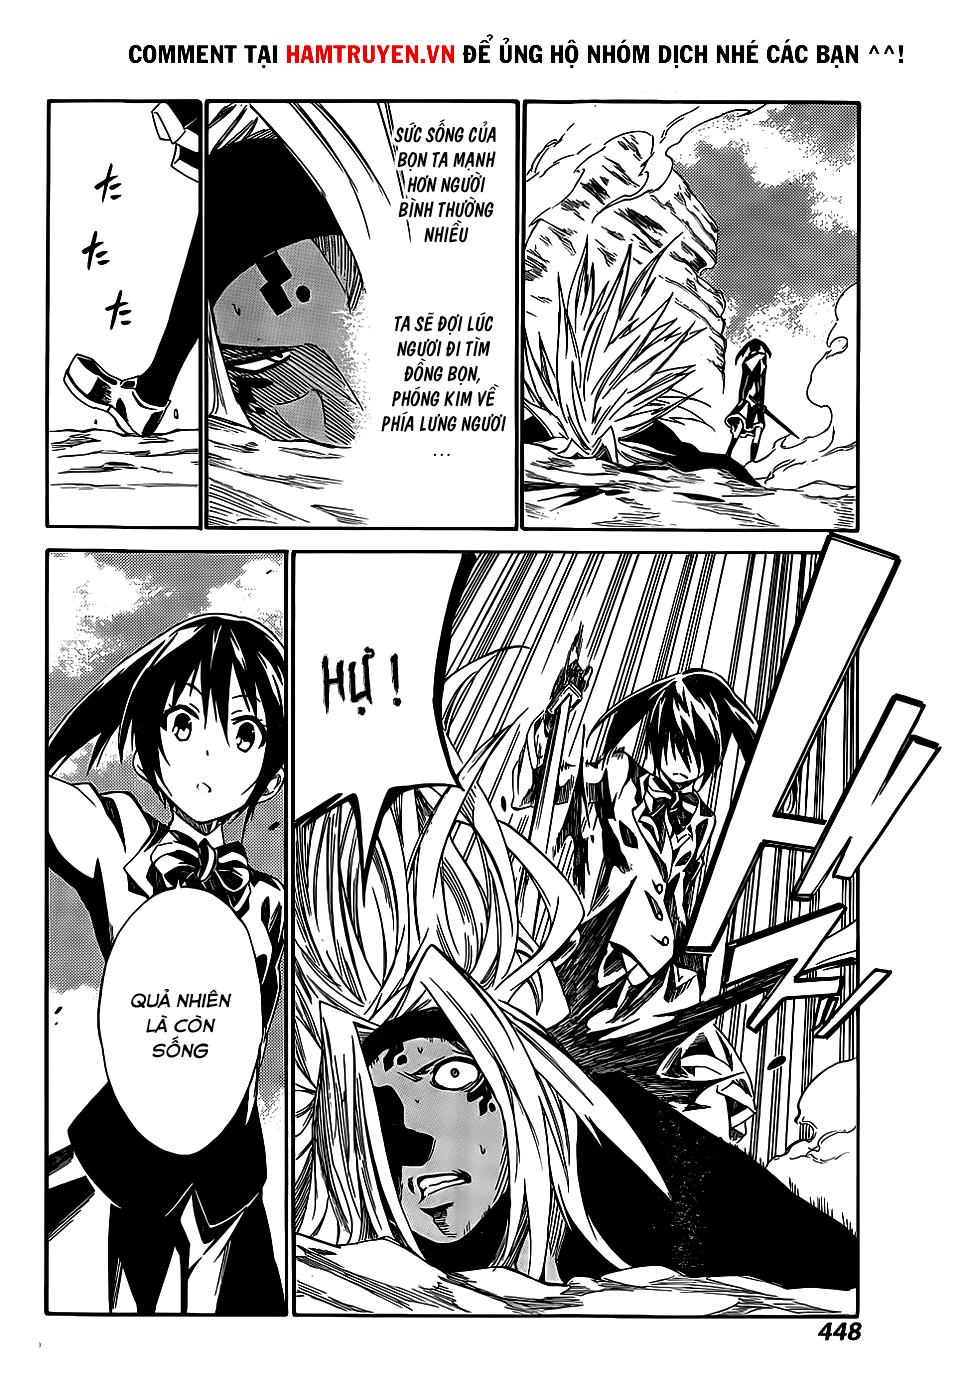 COMMENT TẠI HAMTRUYEN.VN ĐỂ ỦNG HỘ NHÓM DỊCH NHÉ CÁC BẠN ^^!
SỨC SỐNG CỦA
BỌN TA MẠNH
HƠN NGƯỜI
BÌNH THƯỜNG
NHIỀU
TA SẼ ĐỢI LÚC
NGƯƠI ĐI TÌM
ĐỒNG BỌN,
PHÓNG KIM VỀ
PHÍA LƯNG NGƯƠI
...
た
た
た
HỰ !
QUẢ NHIÊN
LÀ CÒN
SỐNG
448